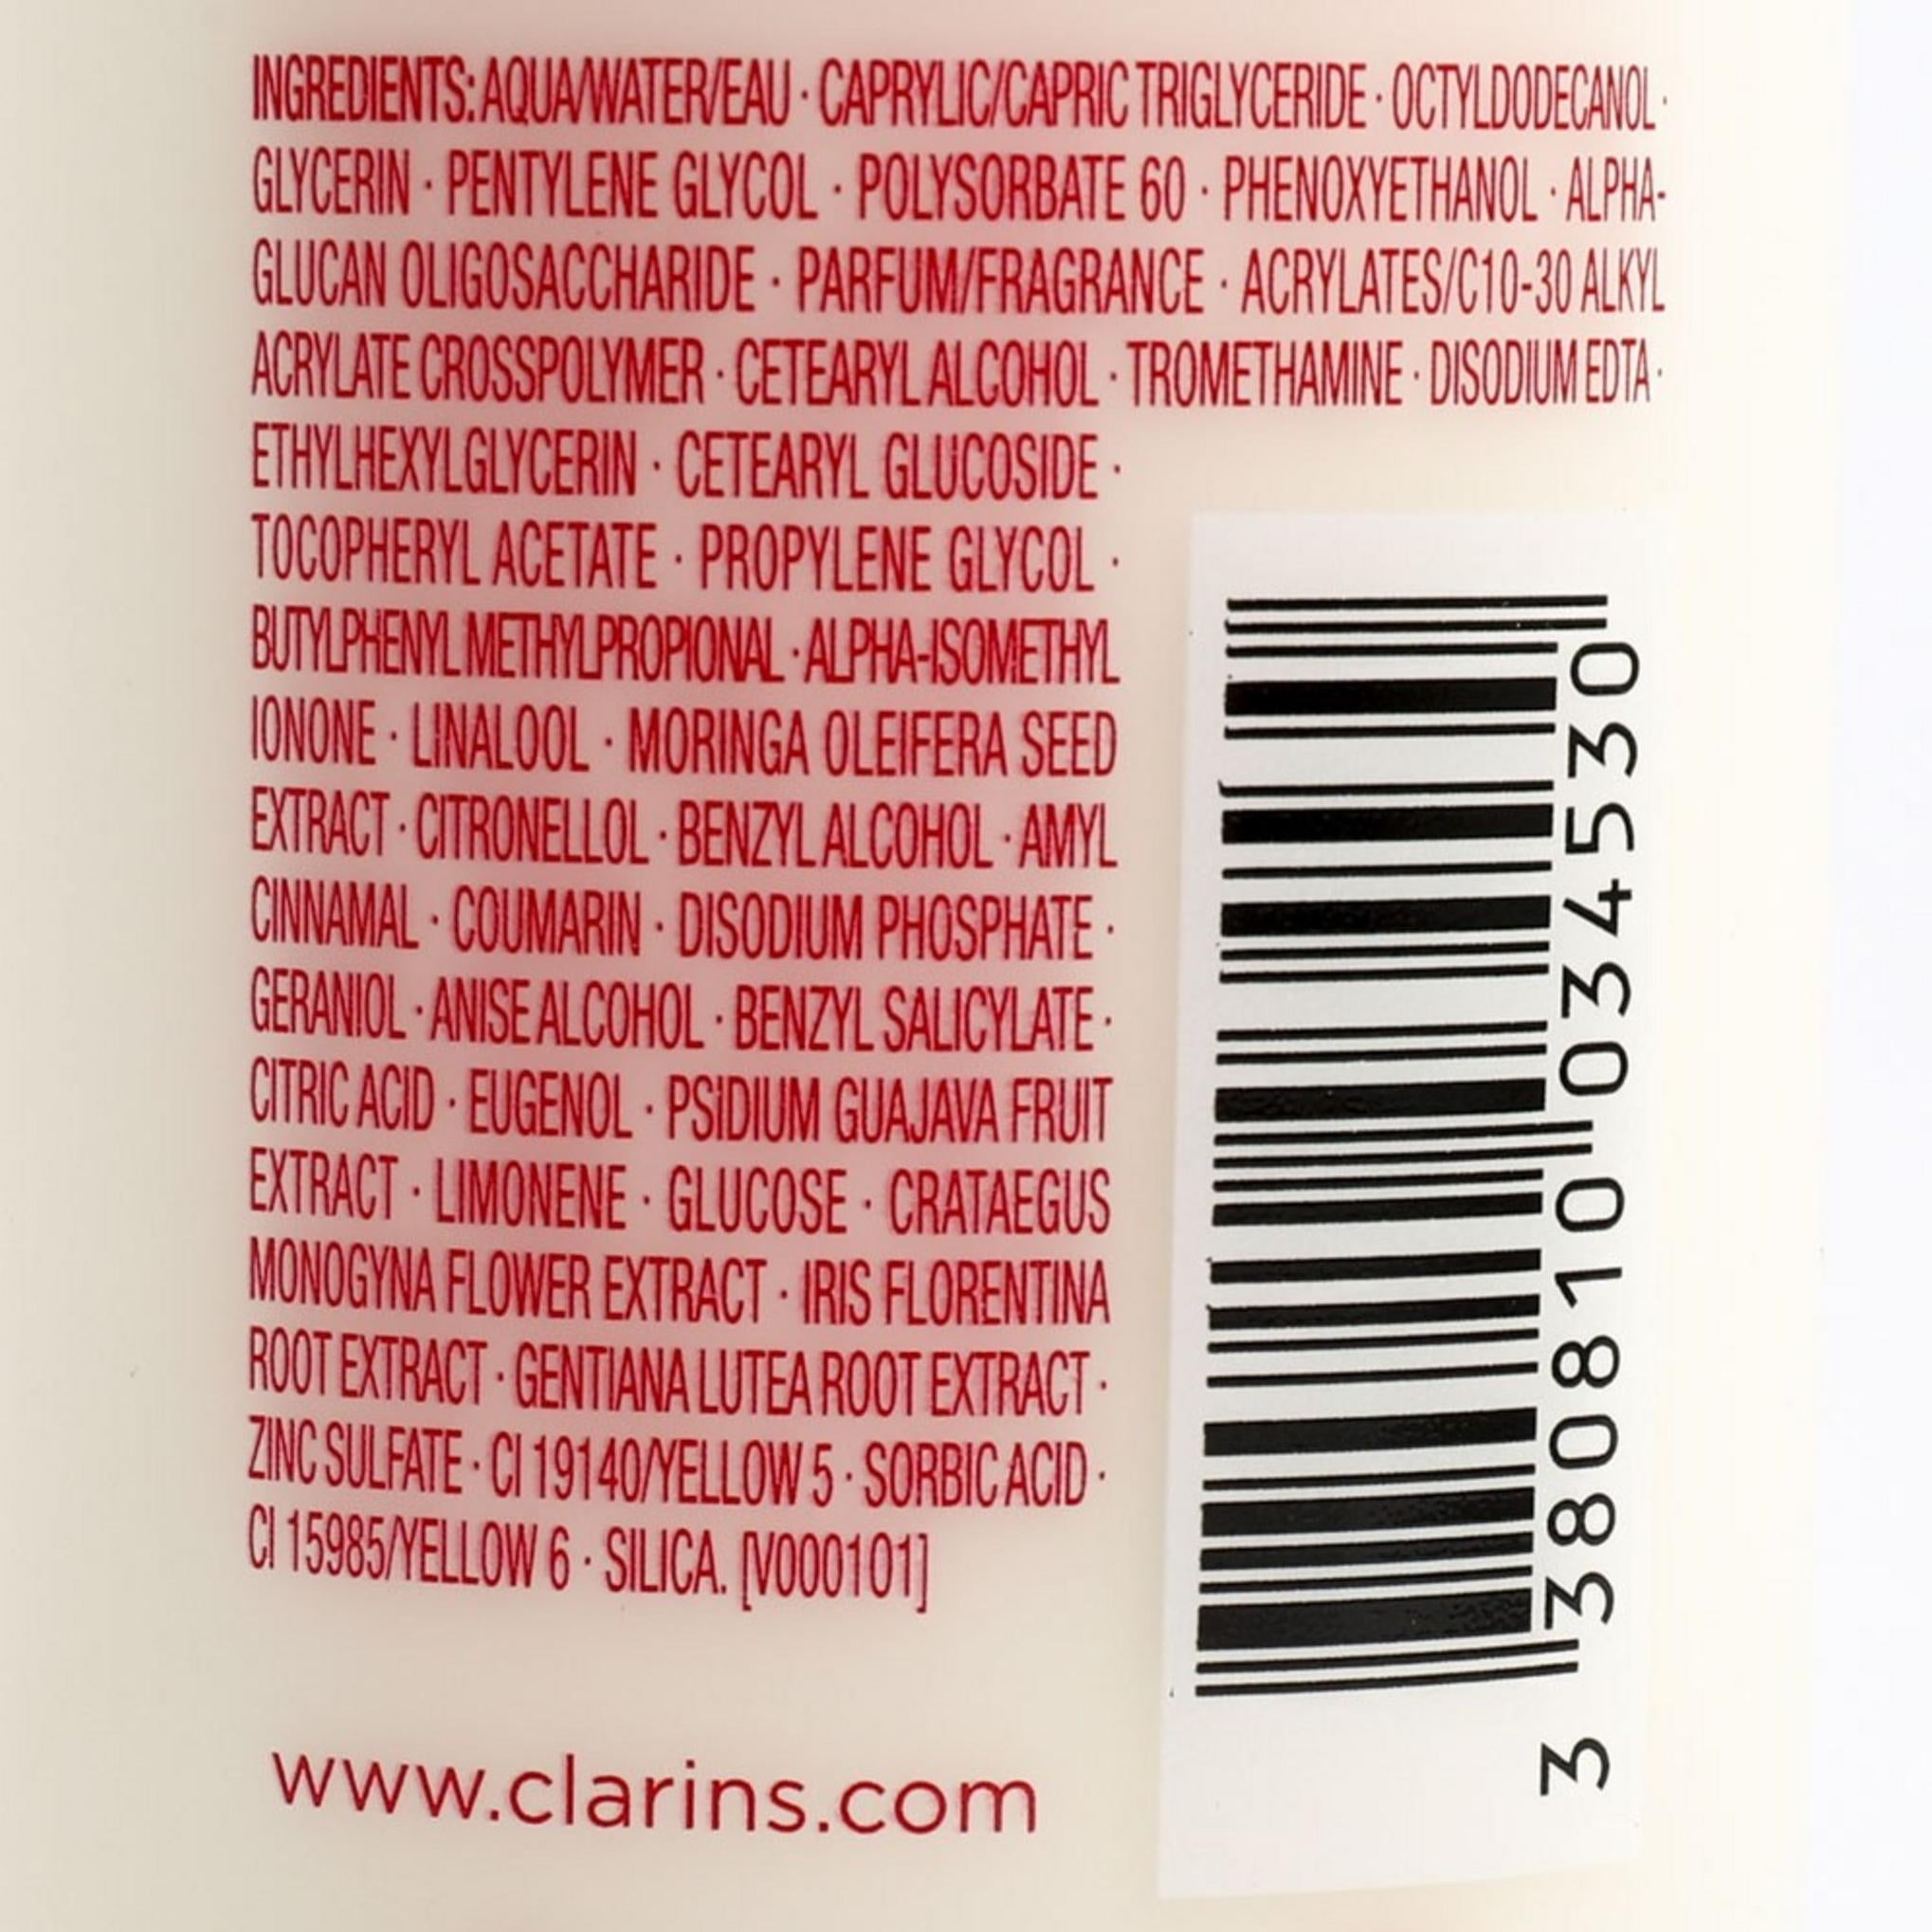 INGREDIENTS: AQUA/WATER/EAU · CAPRYLIC/CAPRIC TRIGLYCERIDE · OCTYLDODECANOL ·
GLYCERIN · PENTYLENE GLYCOL · POLYSORBATE 60 · PHENOXYETHANOL · ALPHA-
GLUCAN OLIGOSACCHARIDE · PARFUM/FRAGRANCE · ACRYLATES/C10-30 ALKYL
ACRYLATE CROSSPOLYMER · CETEARYL ALCOHOL · TROMETHAMINE · DISODIUM EDTA ·
ETHYLHEXYLGLYCERIN · CETEARYL GLUCOSIDE ·
TOCOPHERYL ACETATE · PROPYLENE GLYCOL ·
BUTYLPHENYL METHYLPROPIONAL · ALPHA-ISOMETHYL
IONONE · LINALOOL · MORINGA OLEIFERA SEED
EXTRACT · CITRONELLOL · BENZYL ALCOHOL · AMYL
CINNAMAL · COUMARIN · DISODIUM PHOSPHATE ·
GERANIOL · ANISE ALCOHOL · BENZYL SALICYLATE ·
CITRIC ACID · EUGENOL · PSIDIUM GUAJAVA FRUIT
EXTRACT · LIMONENE · GLUCOSE · CRATAEGUS
MONOGYNA FLOWER EXTRACT · IRIS FLORENTINA
ROOT EXTRACT · GENTIANA LUTEA ROOT EXTRACT ·
ZINC SULFATE · CI 19140/YELLOW 5 · SORBIC ACID ·
CI 15985/YELLOW 6 · SILICA. [V000101]
www.clarins.com
3 380810 034530